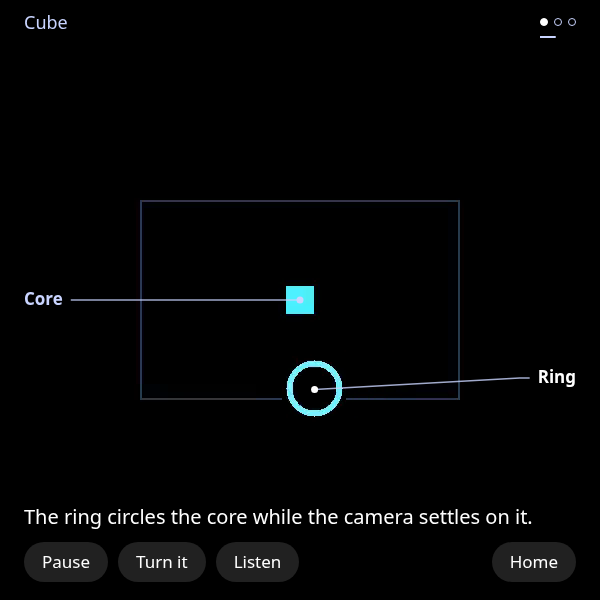 Cube
Core
Ring
The ring circles the core while the camera settles on it.
Pause Turn it Listen Home